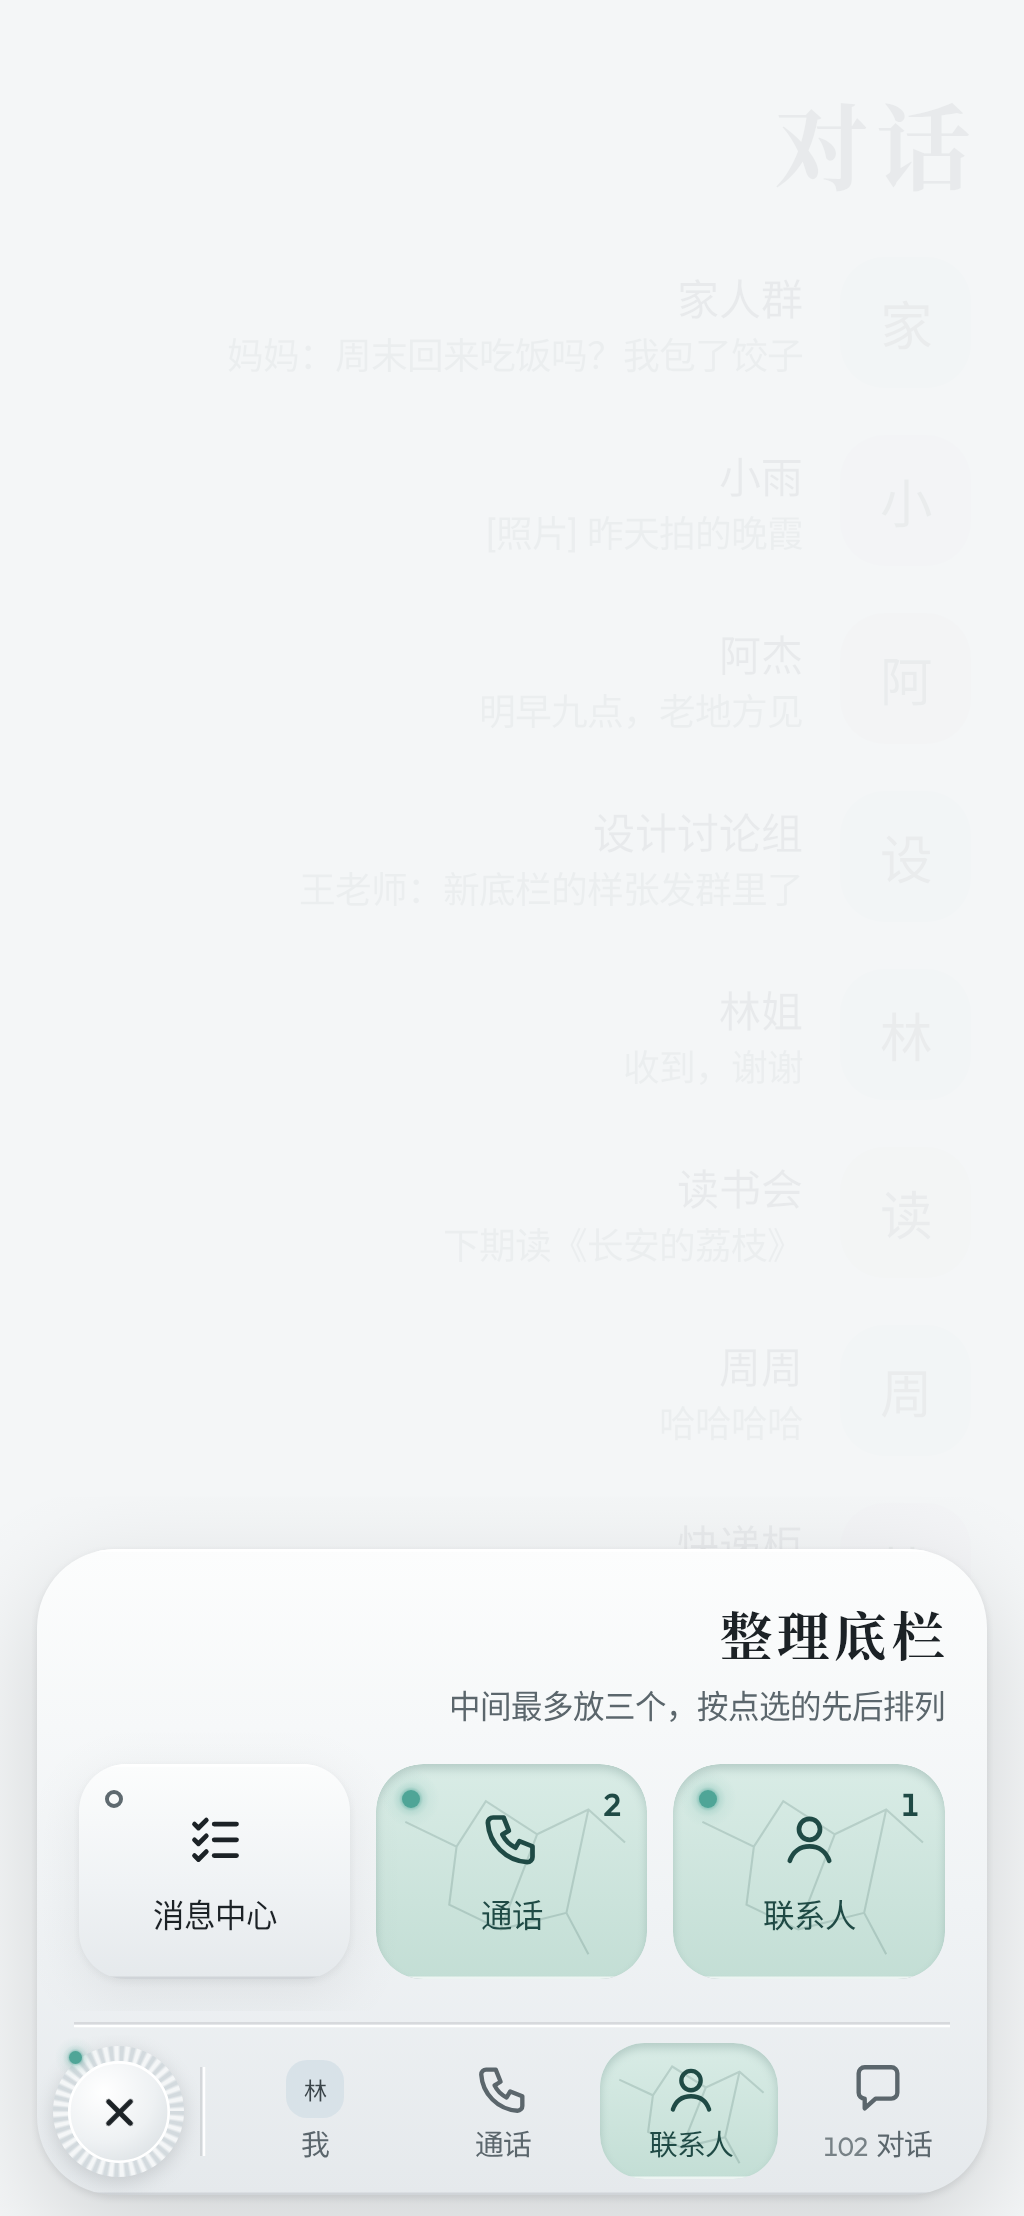 对话
家
家人群
妈妈：周末回来吃饭吗？我包了饺子
小
小雨
[照片] 昨天拍的晚霞
阿
阿杰
明早九点，老地方见
设
设计讨论组
王老师：新底栏的样张发群里了
林
林姐
收到，谢谢
读
读书会
下期读《长安的荔枝》
周
周周
哈哈哈哈
快递柜
整理底栏
中间最多放三个，按点选的先后排列
1
联系人
2
通话
消息中心
102 对话
联系人
通话
林
我